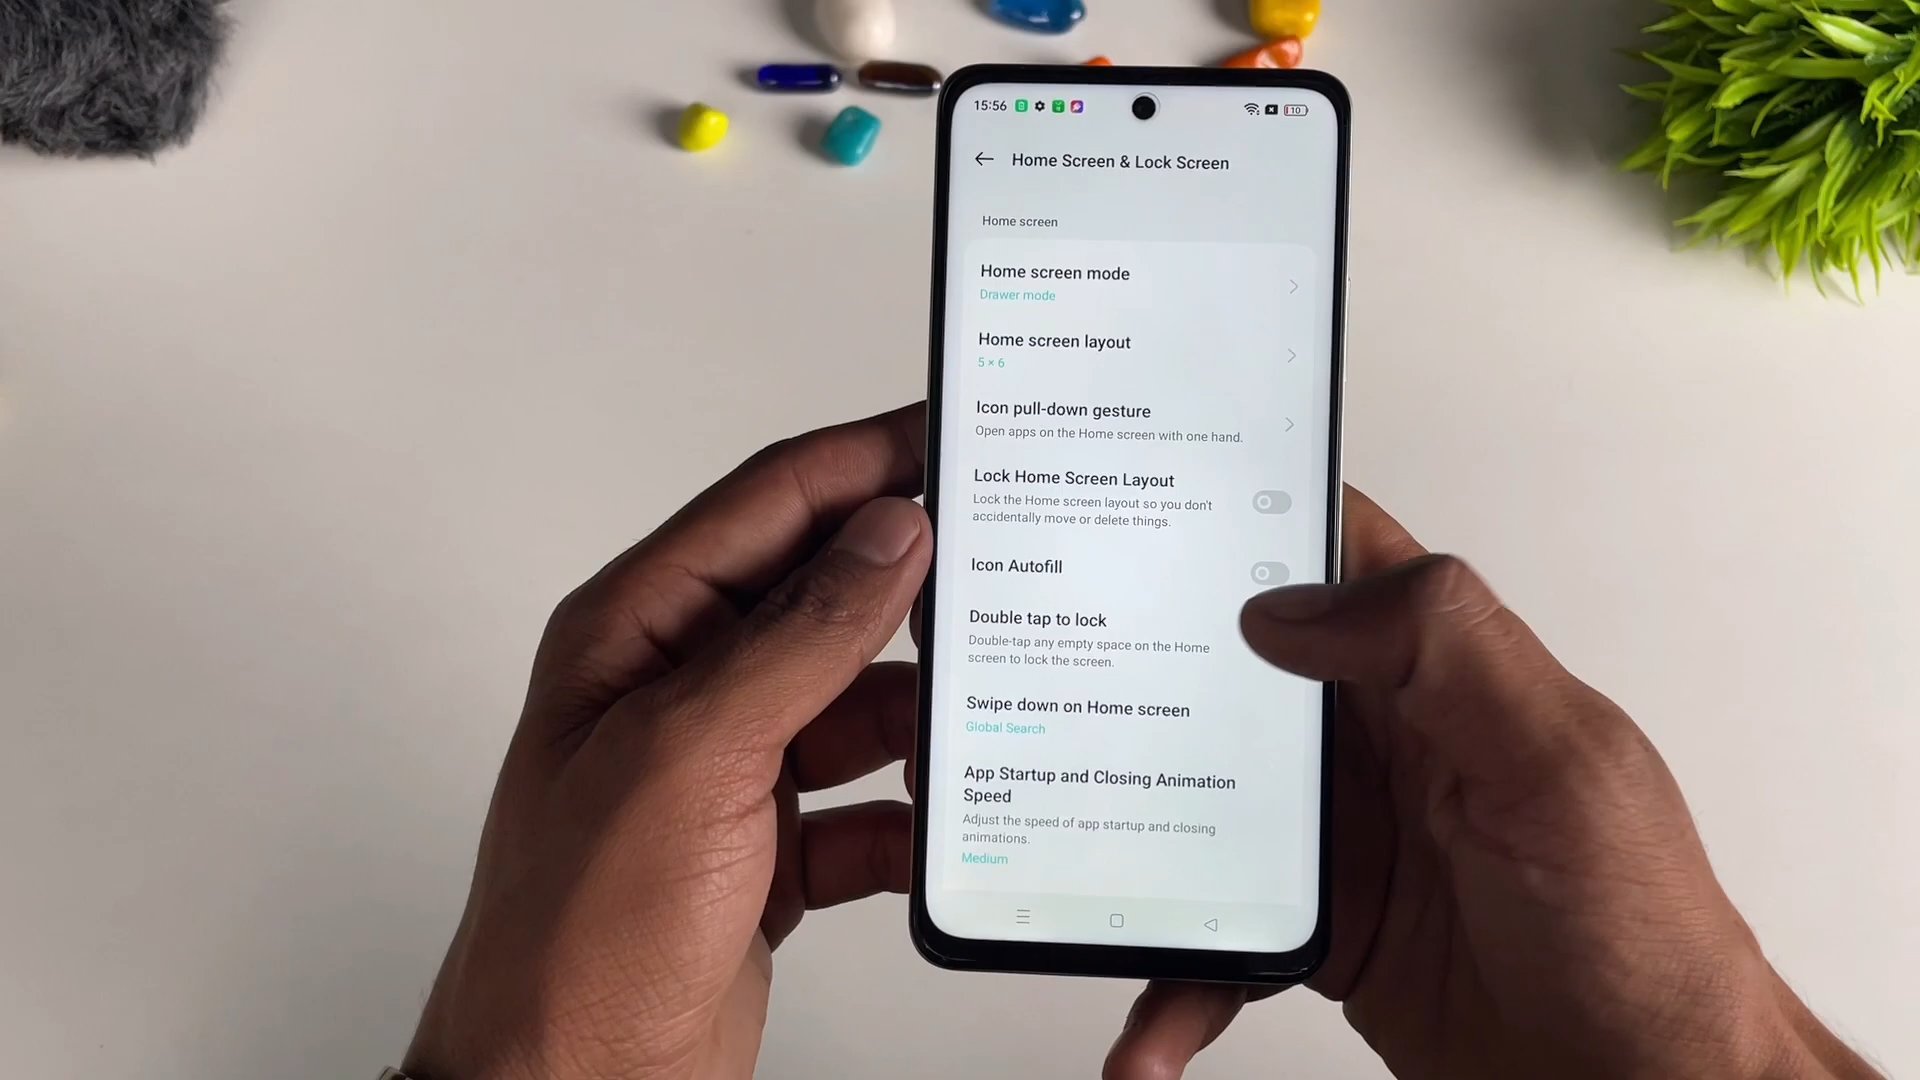 15:56
10
Home Screen & Lock Screen
Home screen
Home screen mode
Drawer mode
Home screen layout
5 × 6
Icon pull-down gesture
Open apps on the Home screen with one hand.
Lock Home Screen Layout
Lock the Home screen layout so you don't
accidentally move or delete things.
Icon Autofill
Double tap to lock
Double-tap any empty space on the Home
screen to lock the screen.
Swipe down on Home screen
Global Search
App Startup and Closing Animation
Speed
Adjust the speed of app startup and closing
animations.
Medium